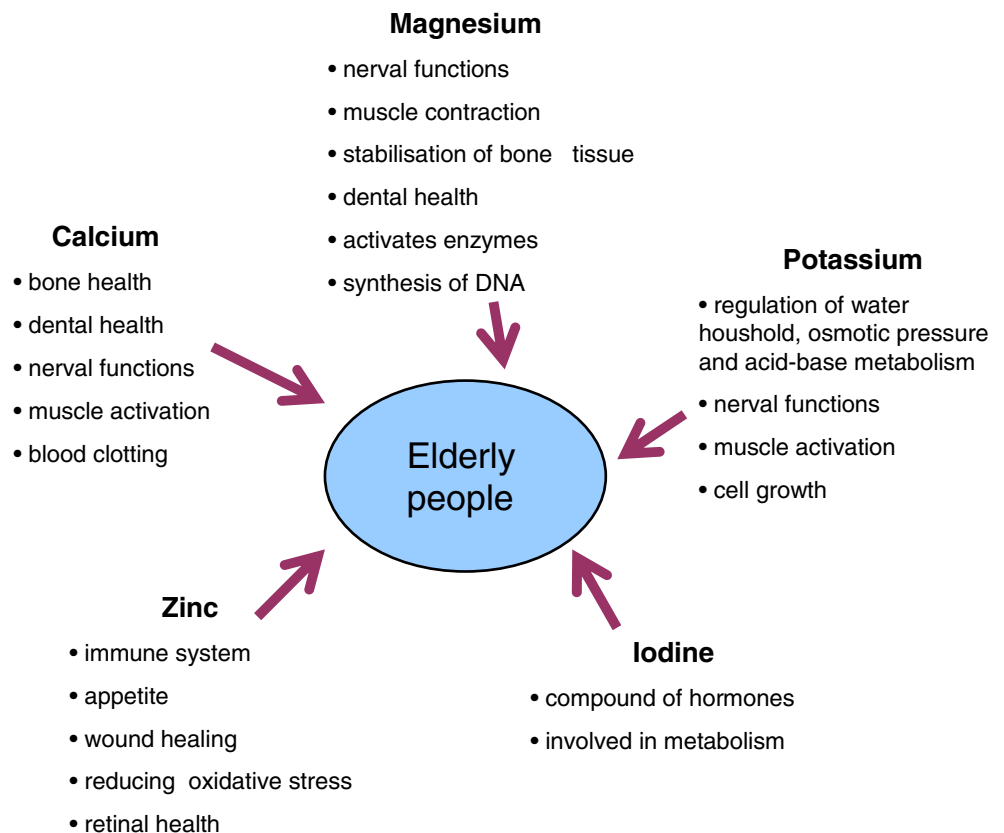 Magnesium
• nerval functions
• muscle contraction
• stabilisation of bone tissue
• dental health
• activates enzymes
• synthesis of DNA
Calcium
• bone health
• dental health
• nerval functions
• muscle activation
• blood clotting
Potassium
• regulation of water
houshold, osmotic pressure
and acid-base metabolism
• nerval functions
• muscle activation
• cell growth
Elderly
people
Zinc
• immune system
• appetite
• wound healing
• reducing oxidative stress
• retinal health
Iodine
• compound of hormones
• involved in metabolism